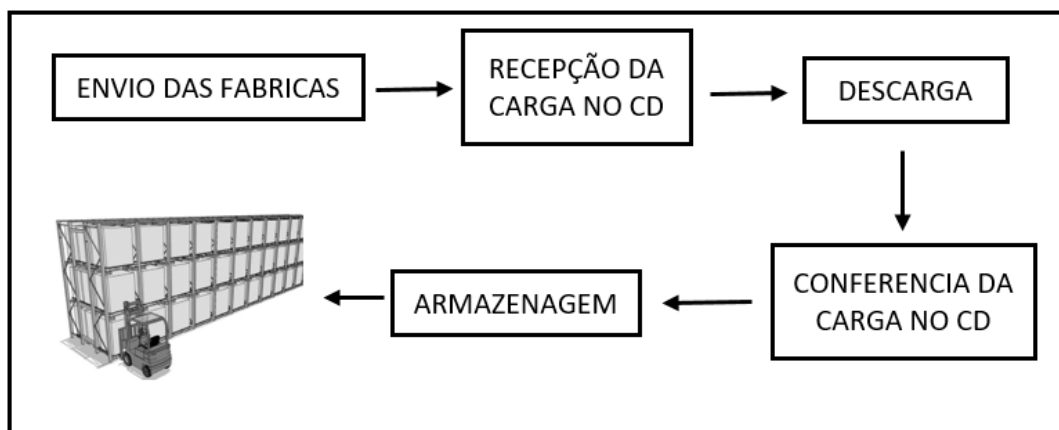 ENVIO DAS FABRICAS
RECEPÇÃO DA
CARGA NO CD
DESCARGA
CONFERENCIA DA
CARGA NO CD
ARMAZENAGEM